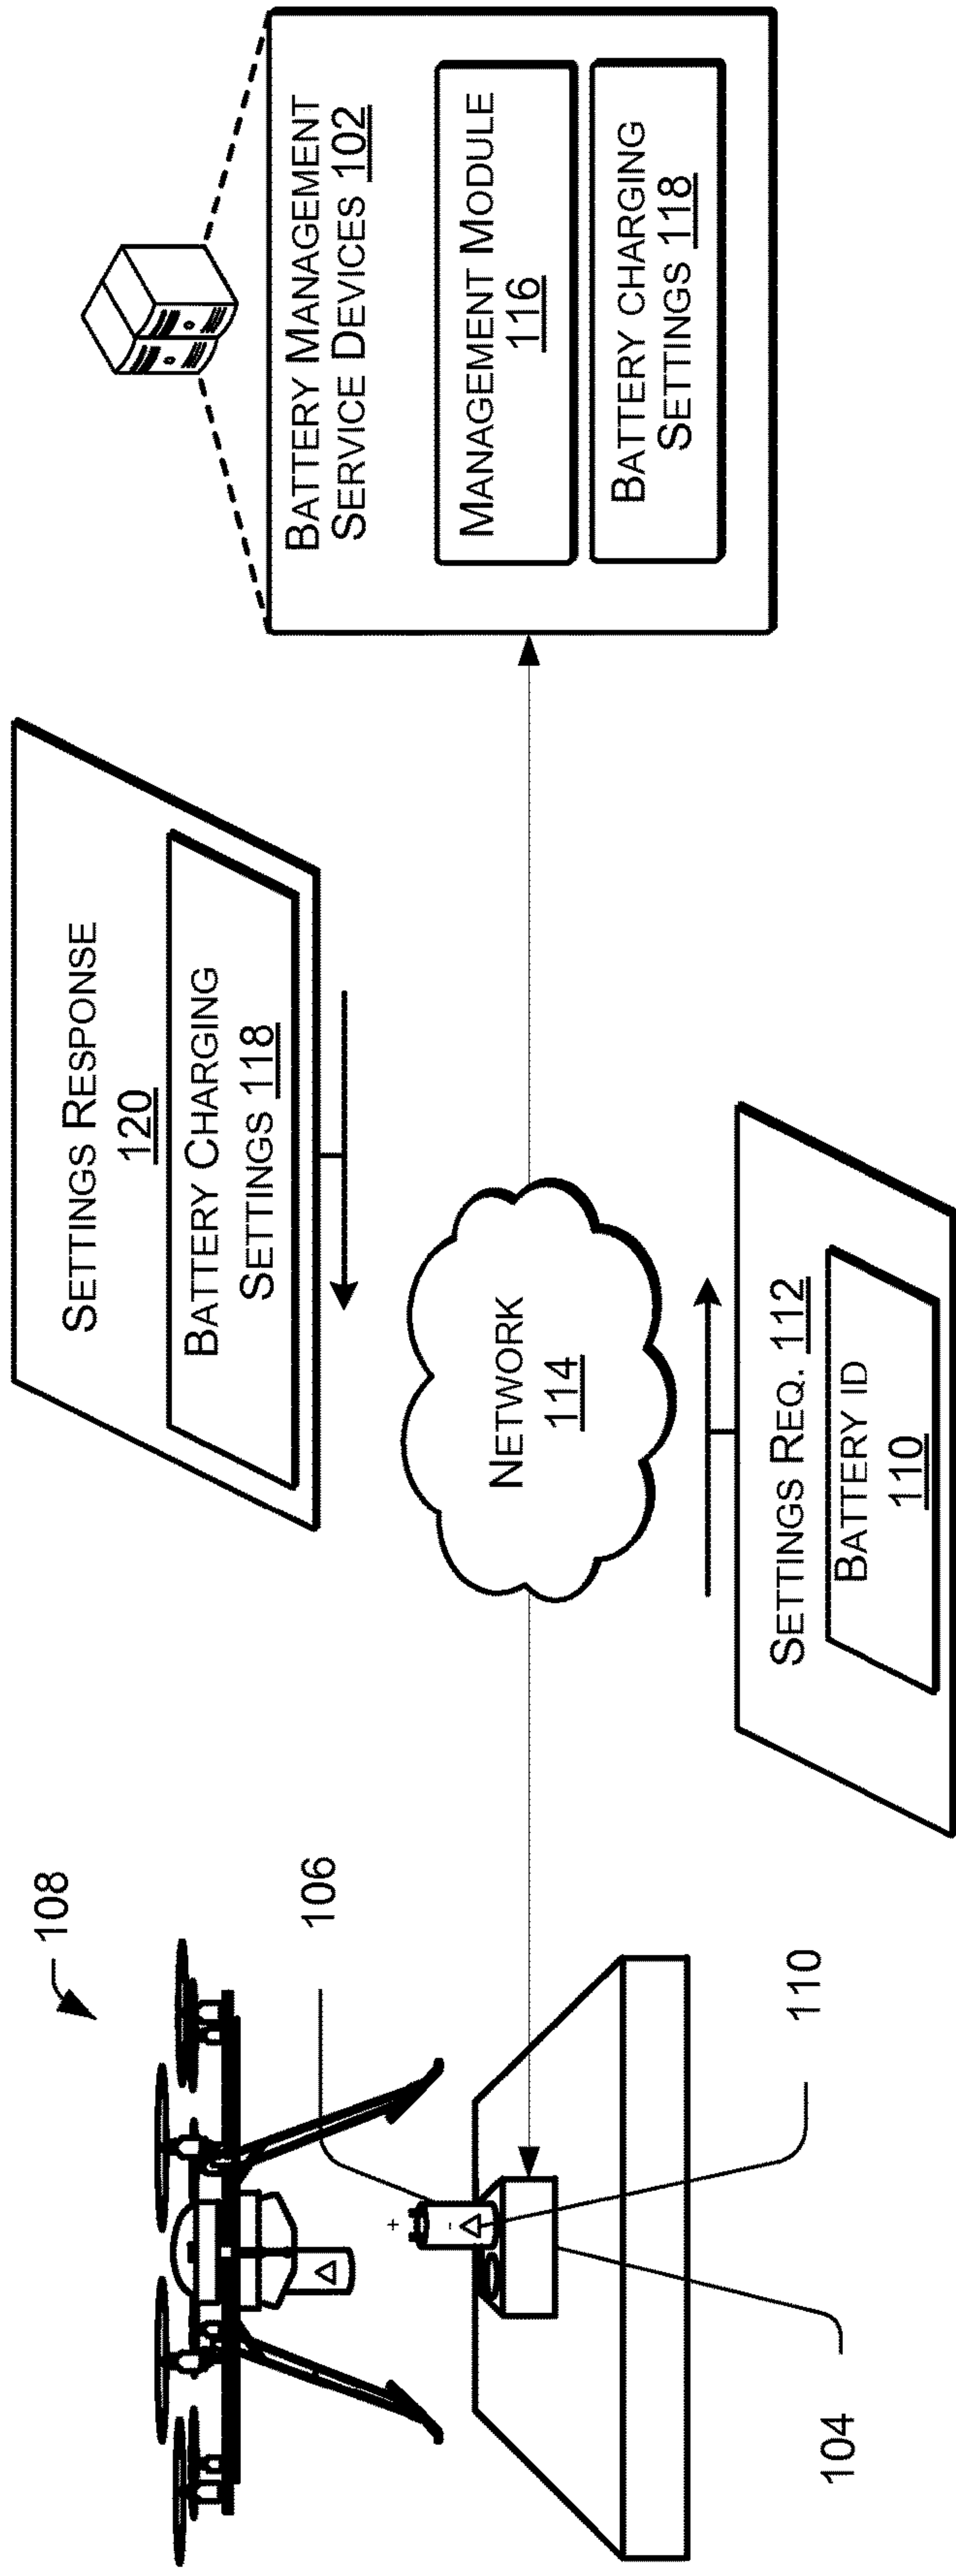 108
106
+
-
110
104
SETTINGS RESPONSE
120
BATTERY CHARGING
SETTINGS 118
NETWORK
114
SETTINGS REQ. 112
BATTERY ID
110
BATTERY MANAGEMENT
SERVICE DEVICES 102
MANAGEMENT MODULE
116
BATTERY CHARGING
SETTINGS 118